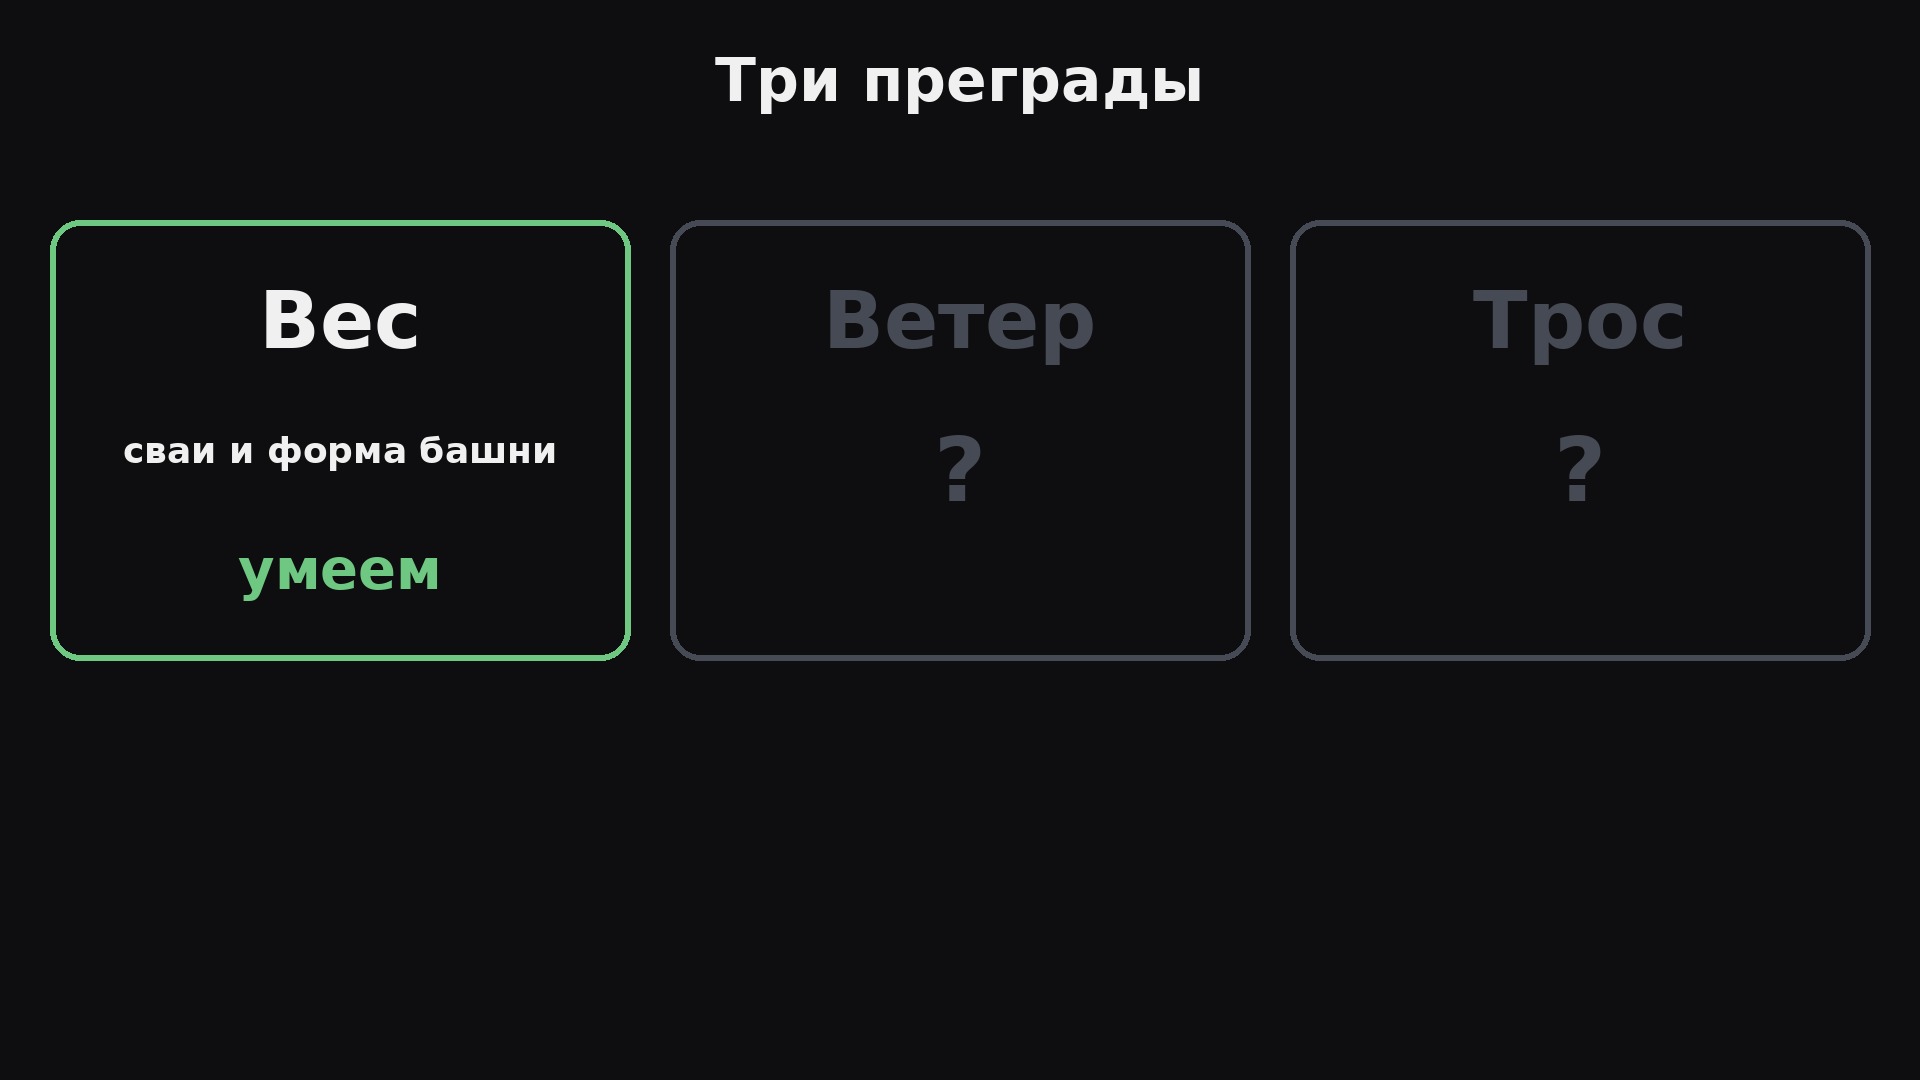 Три преграды
Вес
сваи и форма башни
умеем
Ветер
?
Трос
?